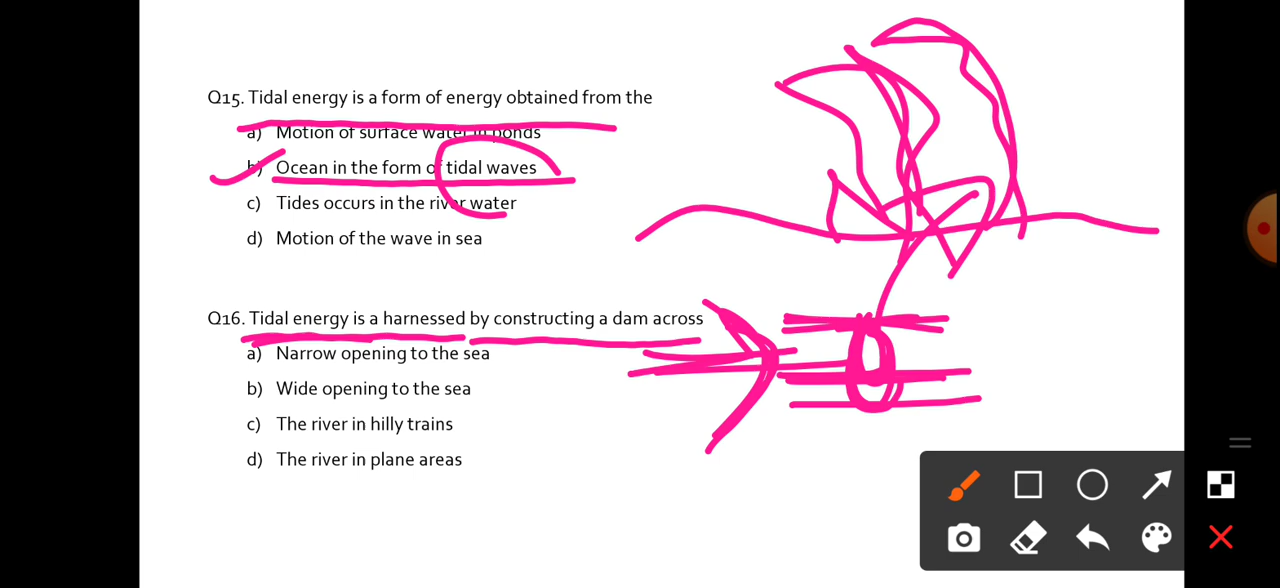 Q15. Tidal energy is a form of energy obtained from the
a) Motion of surface water in ponds
b) Ocean in the form of tidal waves
c) Tides occurs in the river water
d) Motion of the wave in sea
Q16. Tidal energy is a harnessed by constructing a dam across
a) Narrow opening to the sea
b) Wide opening to the sea
c) The river in hilly trains
d) The river in plane areas